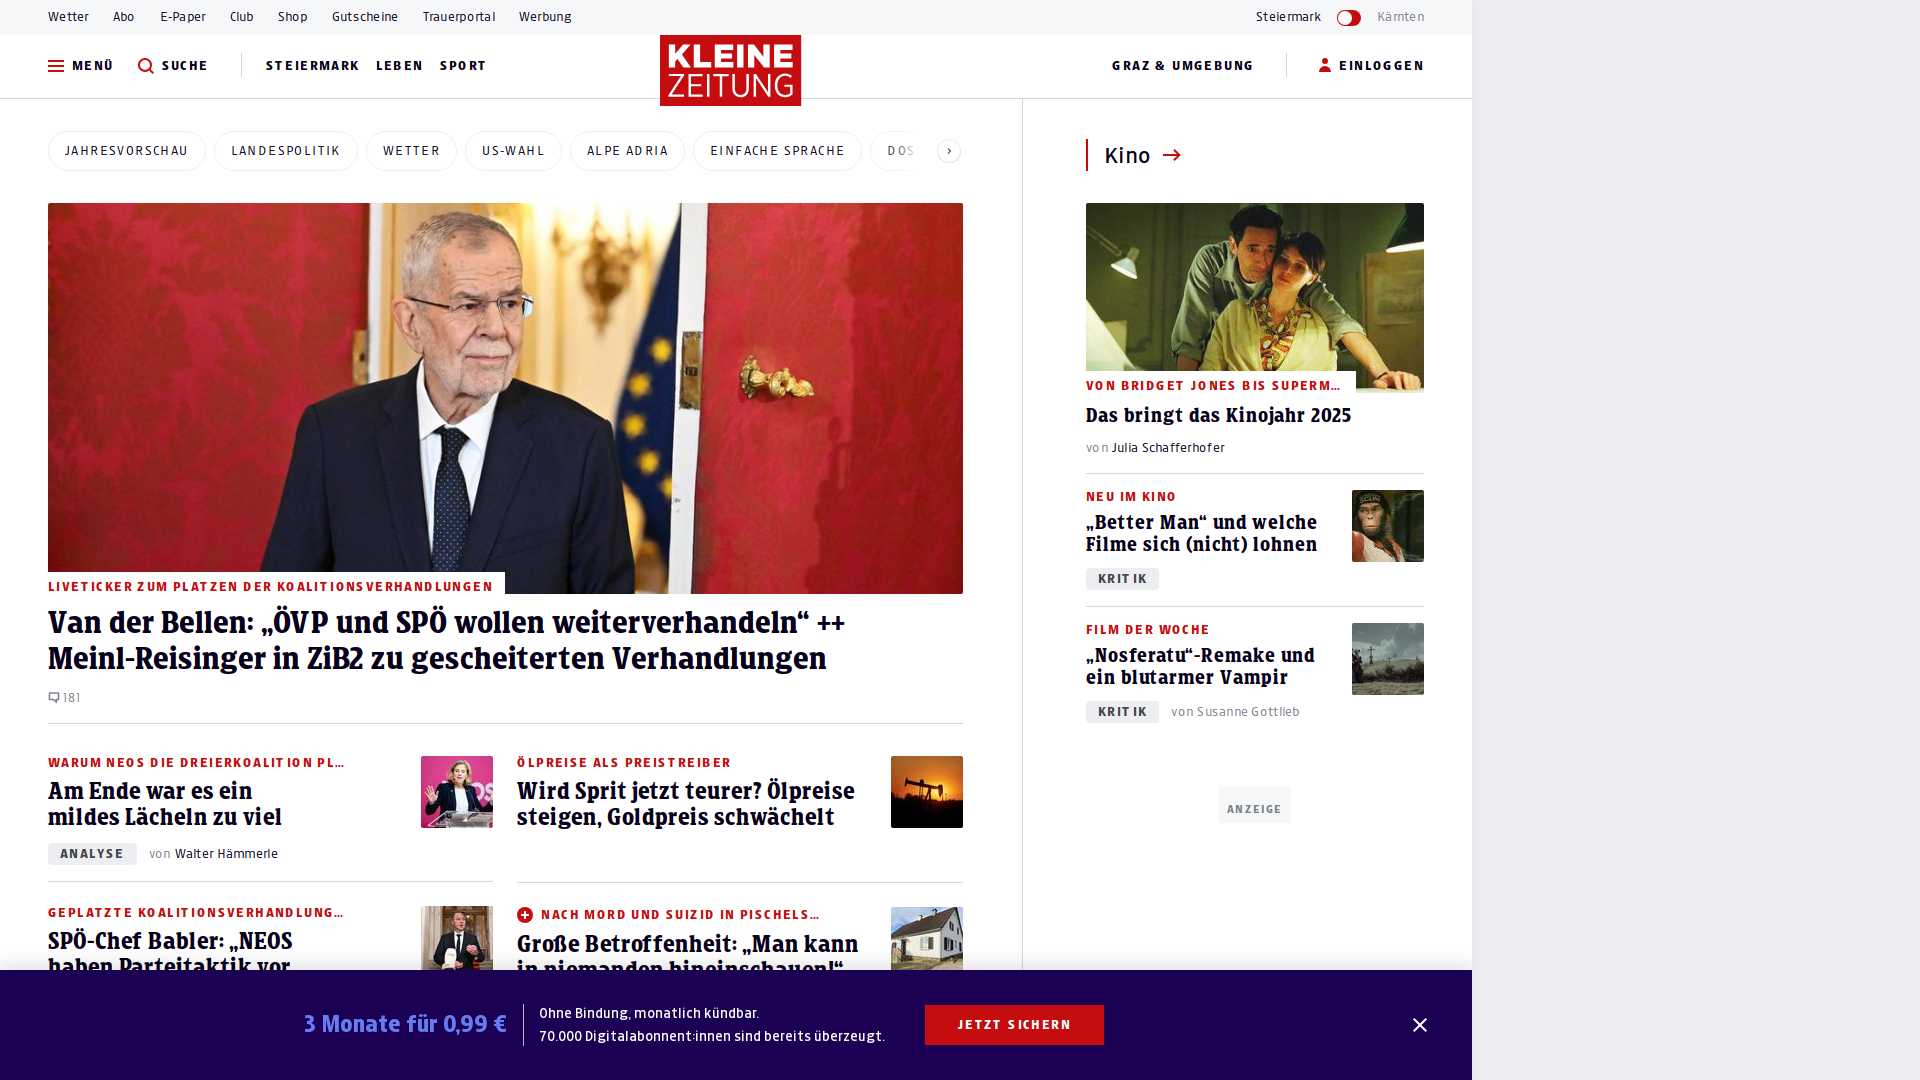 Wetter Abo E-Paper Club Shop Gutscheine Trauerportal Werbung Steiermark Kärnten
MENÜ SUCHE STEIERMARK LEBEN SPORT KLEINE ZEITUNG GRAZ & UMGEBUNG EINLOGGEN
JAHRESVORSCHAU LANDESPOLITIK WETTER US-WAHL ALPE ADRIA EINFACHE SPRACHE DOS
LIVETICKER ZUM PLATZEN DER KOALITIONSVERHANDLUNGEN
Van der Bellen: „ÖVP und SPÖ wollen weiterverhandeln“ ++
Meinl-Reisinger in ZiB2 zu gescheiterten Verhandlungen
181
WARUM NEOS DIE DREIERKOALITION PL…
Am Ende war es ein
mildes Lächeln zu viel
ANALYSE von Walter Hämmerle
ÖLPREISE ALS PREISTREIBER
Wird Sprit jetzt teurer? Ölpreise
steigen, Goldpreis schwächelt
GEPLATZTE KOALITIONSVERHANDLUNG…
SPÖ-Chef Babler: „NEOS
haben Parteitaktik vor
NACH MORD UND SUIZID IN PISCHELS…
Große Betroffenheit: „Man kann
in niemanden hineinschauen!“
Kino
VON BRIDGET JONES BIS SUPERM…
Das bringt das Kinojahr 2025
von Julia Schafferhofer
NEU IM KINO
„Better Man“ und welche
Filme sich (nicht) lohnen
KRITIK
FILM DER WOCHE
„Nosferatu“-Remake und
ein blutarmer Vampir
KRITIK von Susanne Gottlieb
ANZEIGE
3 Monate für 0,99 €
Ohne Bindung, monatlich kündbar.
70.000 Digitalabonnent:innen sind bereits überzeugt.
JETZT SICHERN